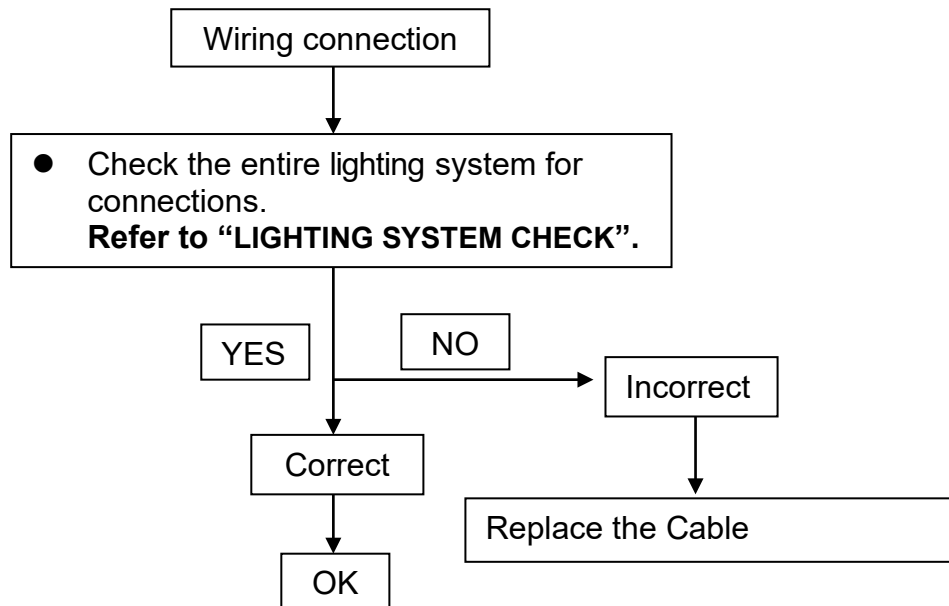 Wiring connection
● Check the entire lighting system for
connections.
Refer to “LIGHTING SYSTEM CHECK”.
YES
NO
Incorrect
Correct
Replace the Cable
OK